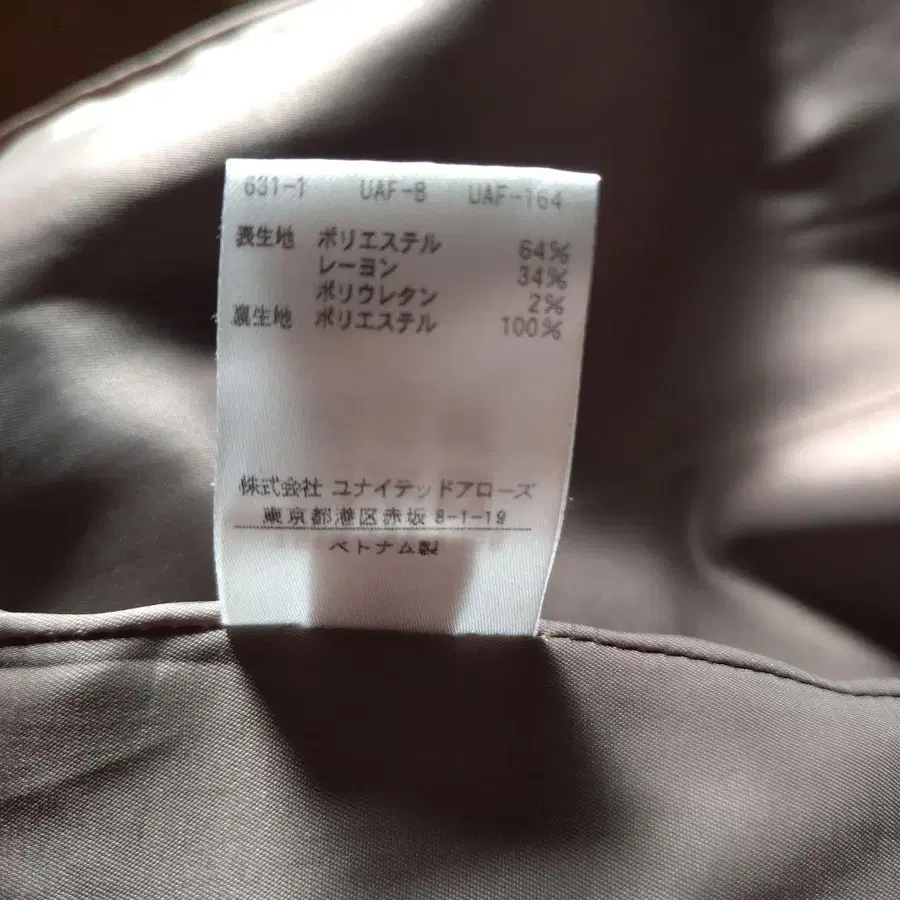 631-1 UAF-8 UAF-164
表生地 ポリエステル 64%
レーヨン 34%
ポリウレタン 2%
裏生地 ポリエステル 100%
株式会社 ユナイテッドアローズ
東京都港区赤坂 8-1-19
ベトナム製